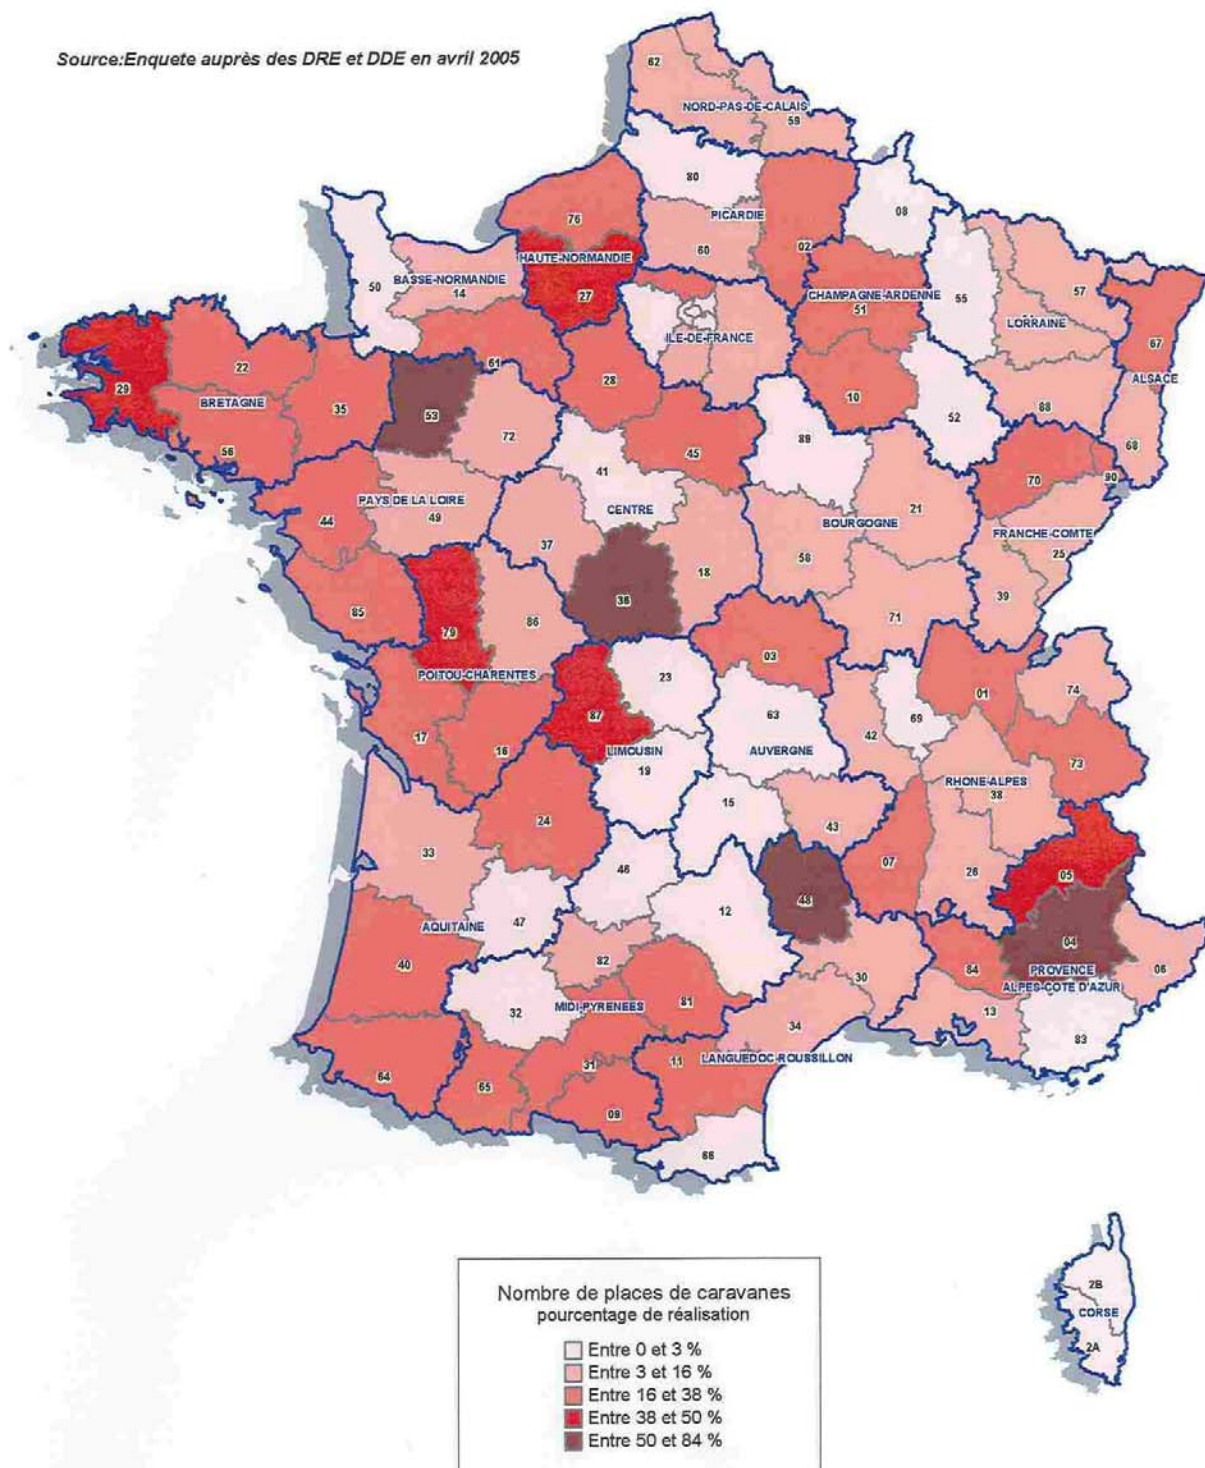 Source:Enquete auprès des DRE et DDE en avril 2005
62
NORD-PAS-DE-CALAIS
59
80
08
76
PICARDIE
60
02
HAUTE-NORMANDIE
50
BASSE-NORMANDIE
14
27
CHAMPAGNE-ARDENNE
51
55
57
LORRAINE
ILE-DE-FRANCE
67
ALSACE
61
22
29
BRETAGNE
35
53
28
10
52
88
68
72
56
45
89
41
70
90
PAYS DE LA LOIRE
49
44
CENTRE
37
BOURGOGNE
21
FRANCHE-COMTE
25
58
18
36
39
85
79
86
71
POITOU-CHARENTES
03
23
01
74
87
63
69
17
16
LIMOUSIN
AUVERGNE
42
19
73
RHONE-ALPES
38
15
24
43
33
46
07
26
05
48
12
47
AQUITAINE
04
40
82
84
PROVENCE
ALPES-COTE D'AZUR
06
30
81
32
MIDI-PYRENEES
13
34
83
LANGUEDOC-ROUSSILLON
64
65
31
11
09
66
2B
CORSE
2A
Nombre de places de caravanes
pourcentage de réalisation
Entre 0 et 3 %
Entre 3 et 16 %
Entre 16 et 38 %
Entre 38 et 50 %
Entre 50 et 84 %